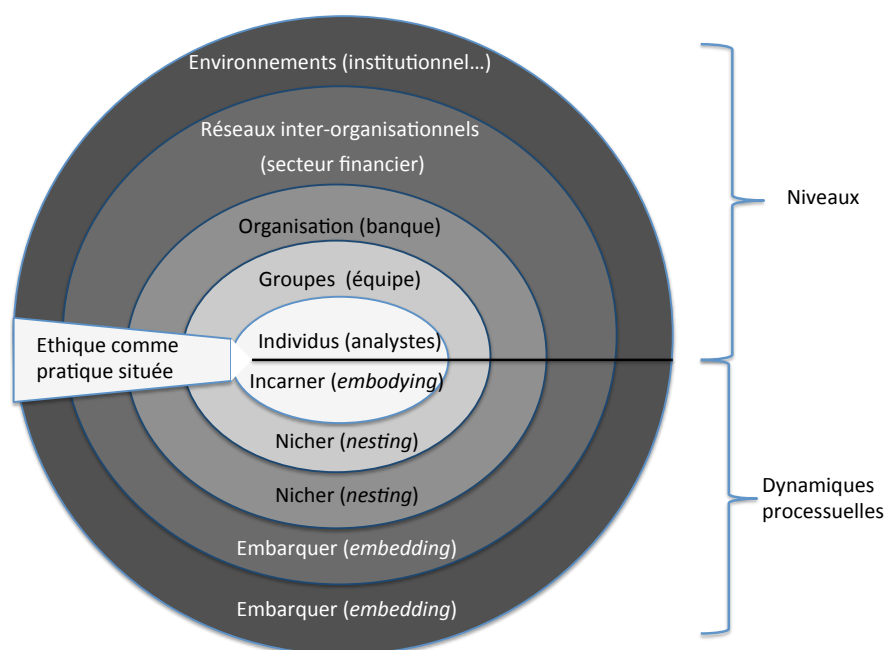 Environnements (institutionnel…)
Réseaux inter-organisationnels
(secteur financier)
Niveaux
Organisation (banque)
Groupes (équipe)
Individus (analystes)
Ethique comme
pratique située
Incarner (embodying)
Nicher (nesting)
Dynamiques
processuelles
Nicher (nesting)
Embarquer (embedding)
Embarquer (embedding)